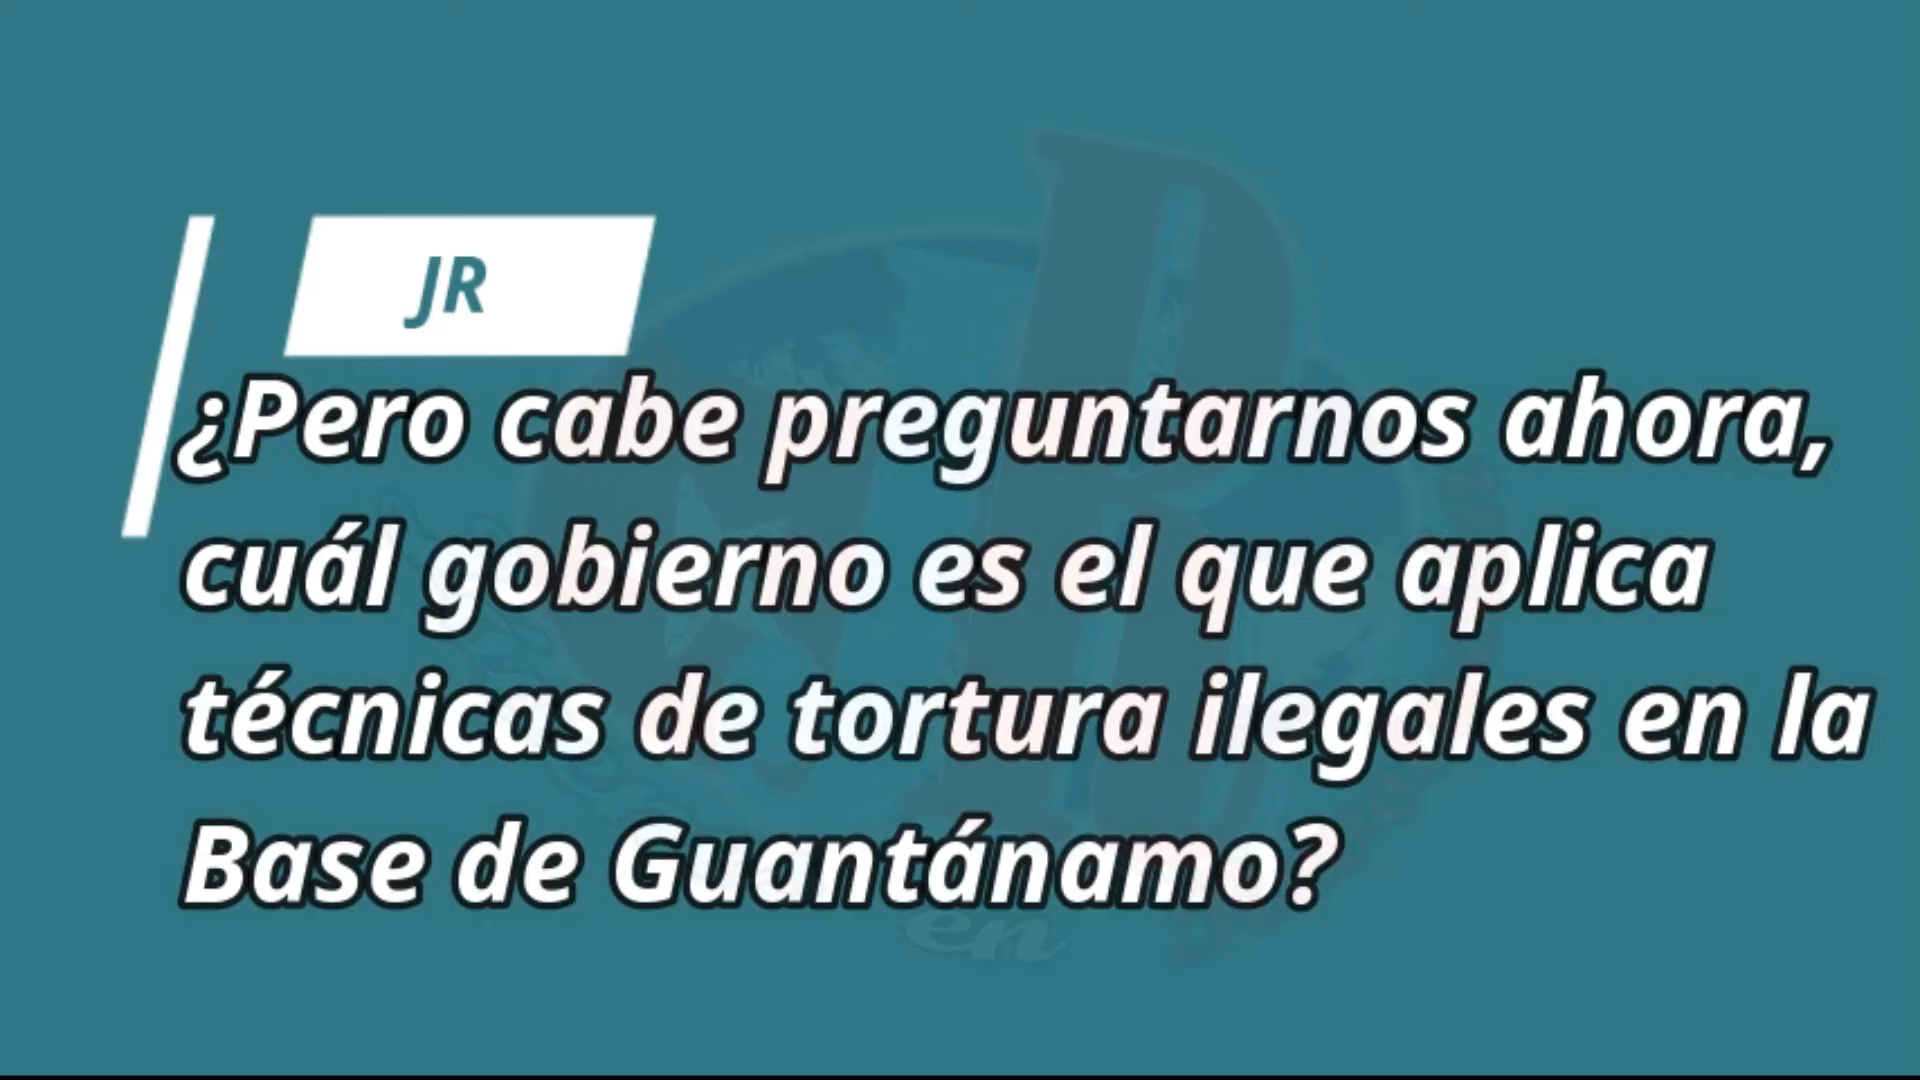 JR
¿Pero cabe preguntarnos ahora,
cuál gobierno es el que aplica
técnicas de tortura ilegales en la
Base de Guantánamo?
en